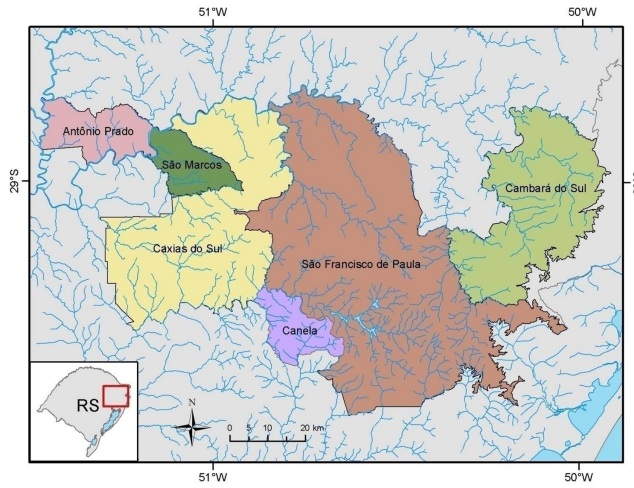 51°W
50°W
Antônio Prado
São Marcos
29°S
Cambará do Sul
Caxias do Sul
São Francisco de Paula
Canela
RS
N
0 5 10 20 km
51°W
50°W